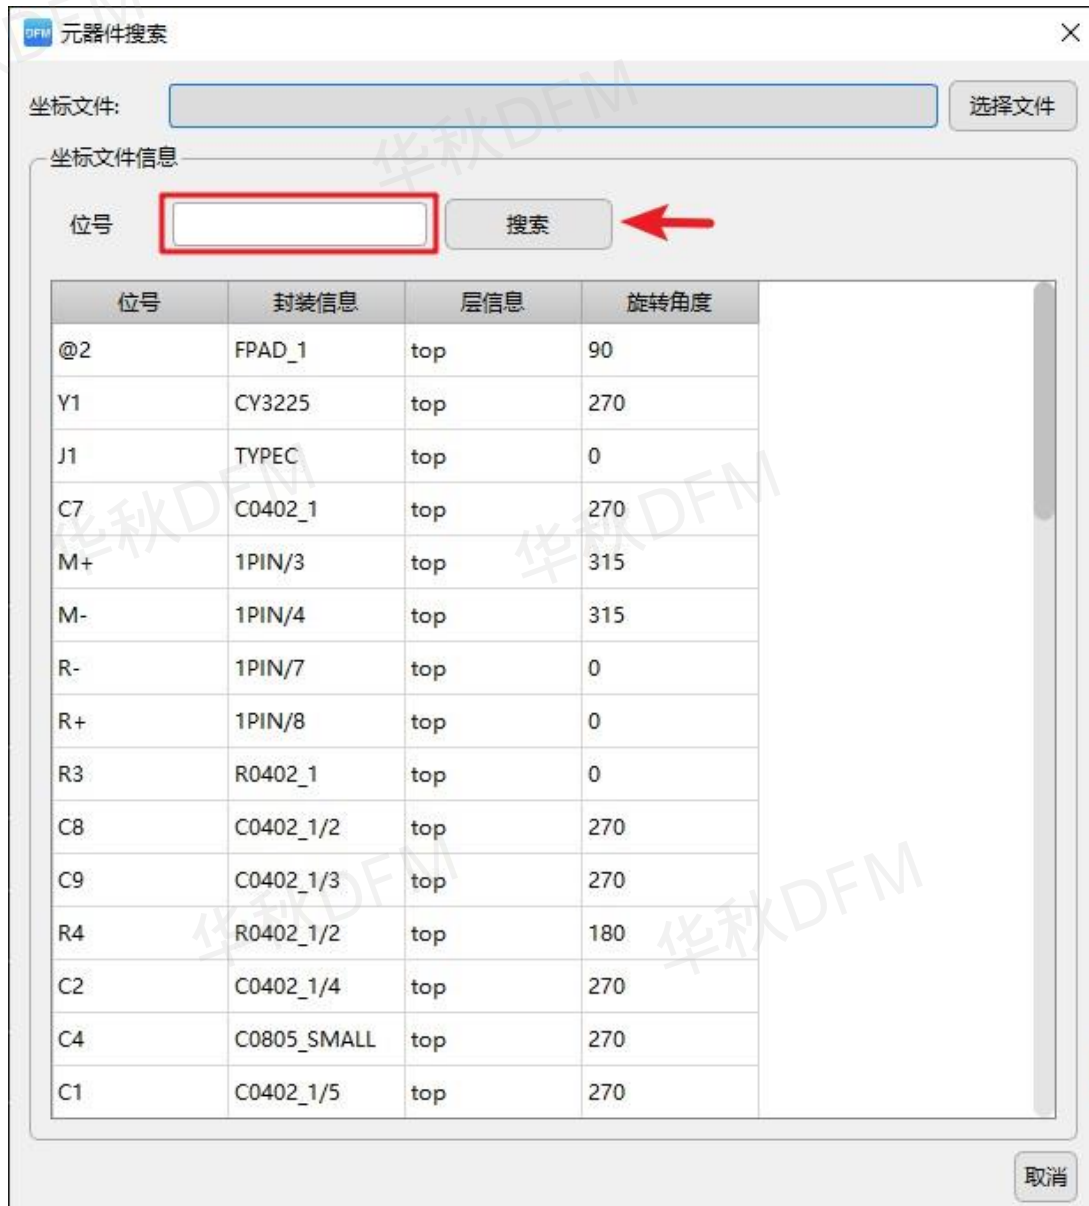 DFM 元器件搜索
坐标文件: 选择文件
坐标文件信息
位号 搜索
位号 封装信息 层信息 旋转角度
@2 FPAD_1 top 90
Y1 CY3225 top 270
J1 TYPEC top 0
C7 C0402_1 top 270
M+ 1PIN/3 top 315
M- 1PIN/4 top 315
R- 1PIN/7 top 0
R+ 1PIN/8 top 0
R3 R0402_1 top 0
C8 C0402_1/2 top 270
C9 C0402_1/3 top 270
R4 R0402_1/2 top 180
C2 C0402_1/4 top 270
C4 C0805_SMALL top 270
C1 C0402_1/5 top 270
取消
华秋DFM
华秋DFM
华秋DFM
华秋DFM
华秋DFM